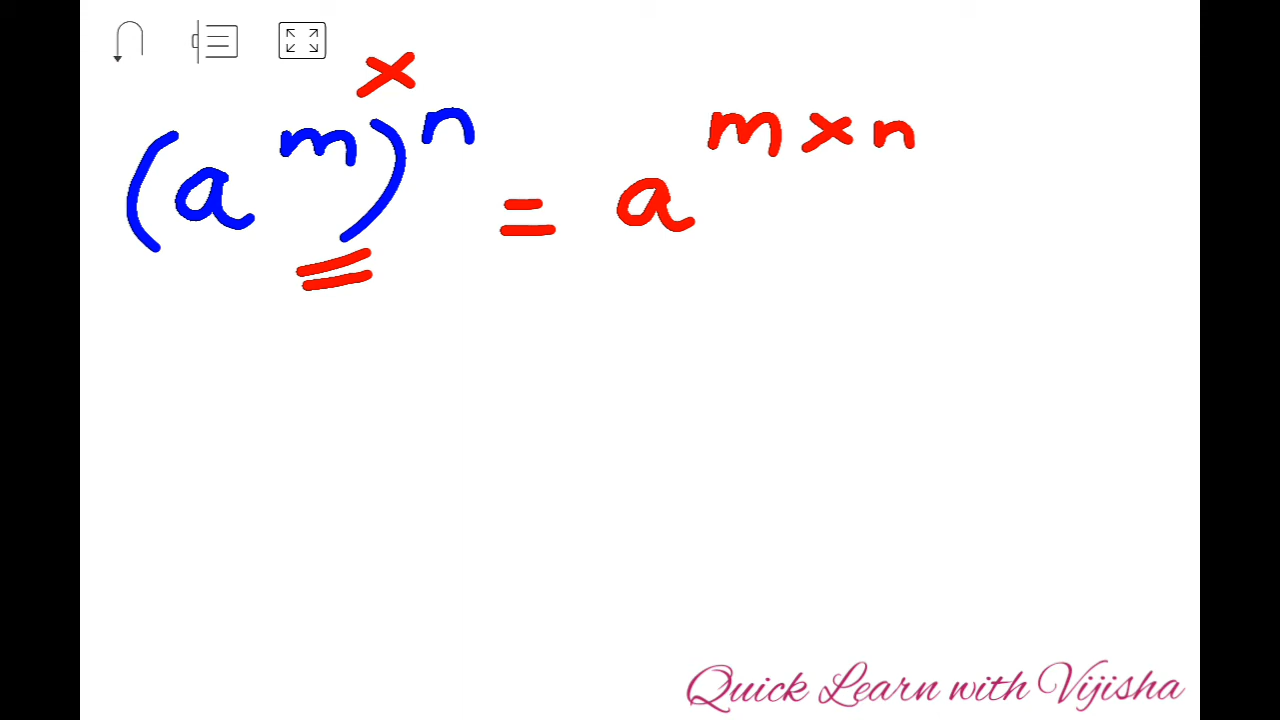 (a^m)^n = a^(m × n)
×
Quick Learn with Vijisha